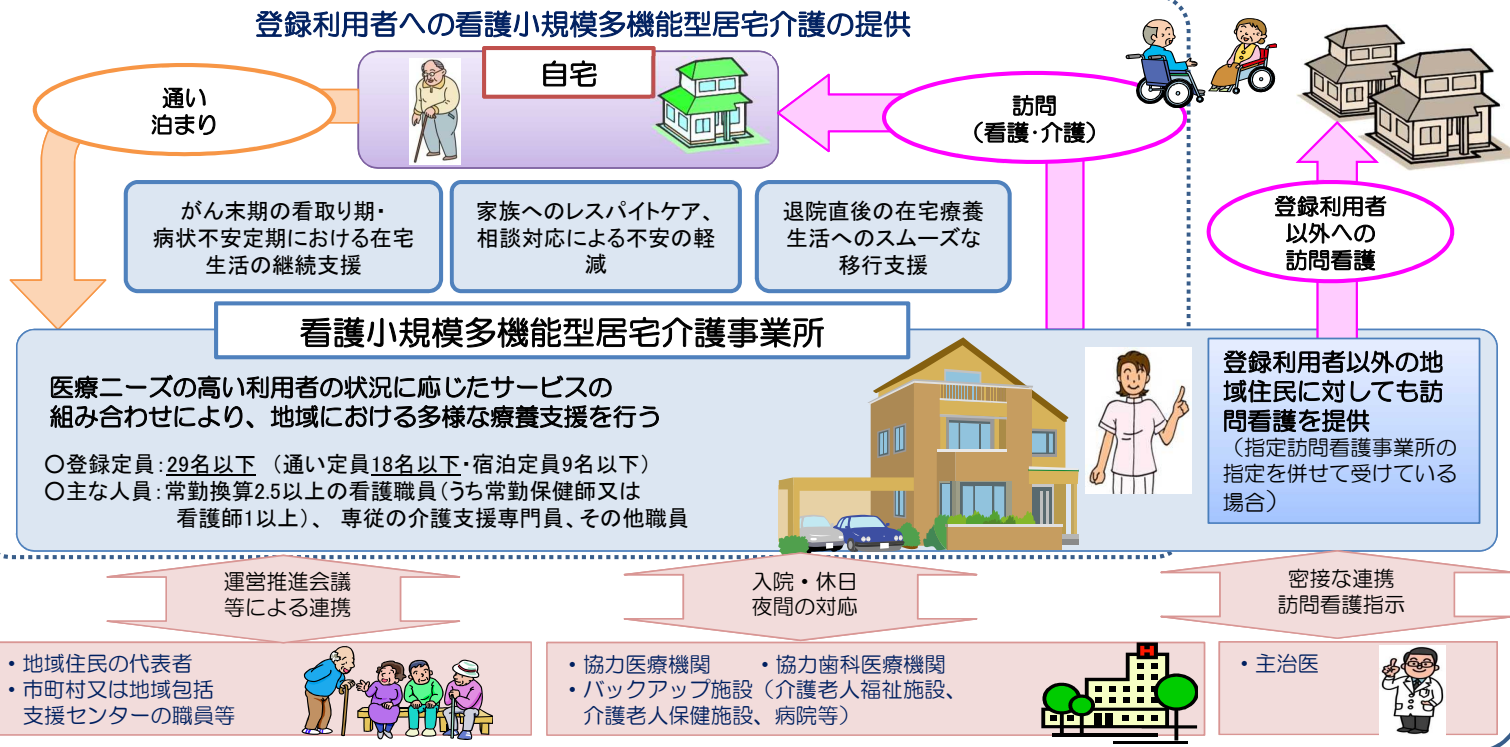 登録利用者への看護小規模多機能型居宅介護の提供
自宅
通い
泊まり
訪問
（看護・介護）
がん末期の看取り期・
病状不安定期における在宅
生活の継続支援
家族へのレスパイトケア、
相談対応による不安の軽
減
退院直後の在宅療養
生活へのスムーズな
移行支援
登録利用者
以外への
訪問看護
看護小規模多機能型居宅介護事業所
医療ニーズの高い利用者の状況に応じたサービスの
組み合わせにより、地域における多様な療養支援を行う
○登録定員：29名以下　（通い定員18名以下・宿泊定員9名以下）
○主な人員：常勤換算2.5以上の看護職員（うち常勤保健師又は
看護師1以上）、　専従の介護支援専門員、その他職員
登録利用者以外の地
域住民に対しても訪
問看護を提供
（指定訪問看護事業所の
指定を併せて受けている
場合）
運営推進会議
等による連携
入院・休日
夜間の対応
密接な連携
訪問看護指示
・地域住民の代表者
・市町村又は地域包括
支援センターの職員等
・協力医療機関　　・協力歯科医療機関
・バックアップ施設（介護老人福祉施設、
介護老人保健施設、病院等）
H
・主治医